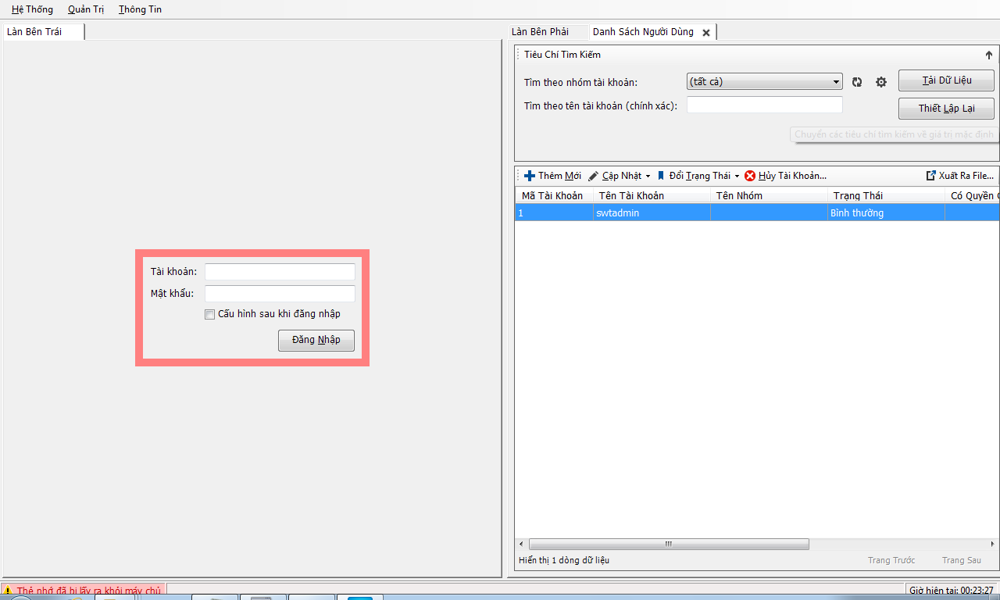 Hệ Thống Quản Trị Thông Tin
Làn Bên Trái
Làn Bên Phải Danh Sách Người Dùng
Tiêu Chí Tìm Kiếm
Tìm theo nhóm tài khoản: (tất cả) Tải Dữ Liệu
Tìm theo tên tài khoản (chính xác): Thiết Lập Lại
Chuyển các tiêu chí tìm kiếm về giá trị mặc định
Thêm Mới Cập Nhật Đổi Trạng Thái Hủy Tài Khoản... Xuất Ra File...
Mã Tài Khoản Tên Tài Khoản Tên Nhóm Trạng Thái Có Quyền
1 swtadmin Bình thường
Tài khoản:
Mật khẩu:
Cấu hình sau khi đăng nhập
Đăng Nhập
Hiển thị 1 dòng dữ liệu Trang Trước Trang Sau
Thẻ nhớ đã bị lấy ra khỏi máy chủ Giờ hiện tại: 00:23:27